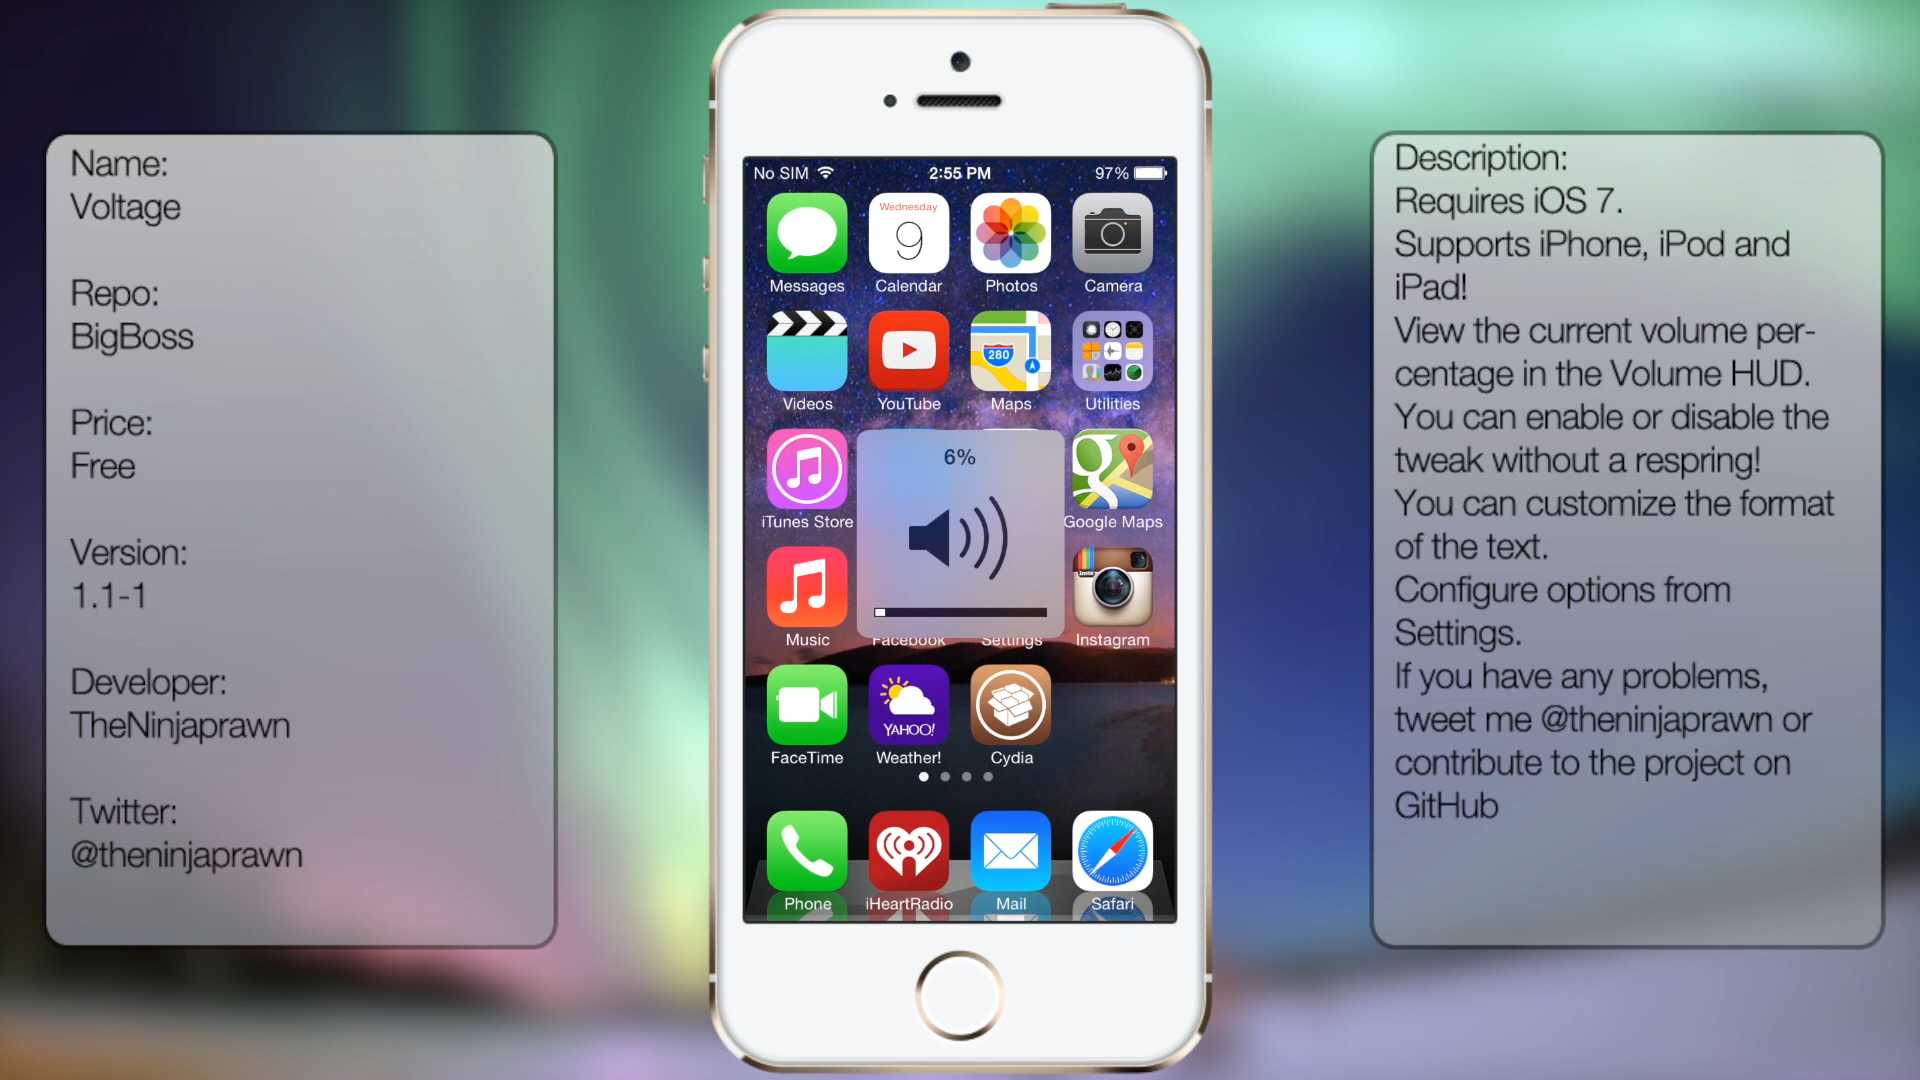 Name:
Voltage
Repo:
BigBoss
Price:
Free
Version:
1.1-1
Developer:
TheNinjaprawn
Twitter:
@theninjaprawn
No SIM 2:55 PM 97%
Wednesday
9
Messages Calendar Photos Camera
280
Videos YouTube Maps Utilities
6%
iTunes Store Google Maps
Music Facebook Settings Instagram
YAHOO!
FaceTime Weather! Cydia
Phone iHeartRadio Mail Safari
Description:
Requires iOS 7.
Supports iPhone, iPod and
iPad!
View the current volume per-
centage in the Volume HUD.
You can enable or disable the
tweak without a respring!
You can customize the format
of the text.
Configure options from
Settings.
If you have any problems,
tweet me @theninjaprawn or
contribute to the project on
GitHub